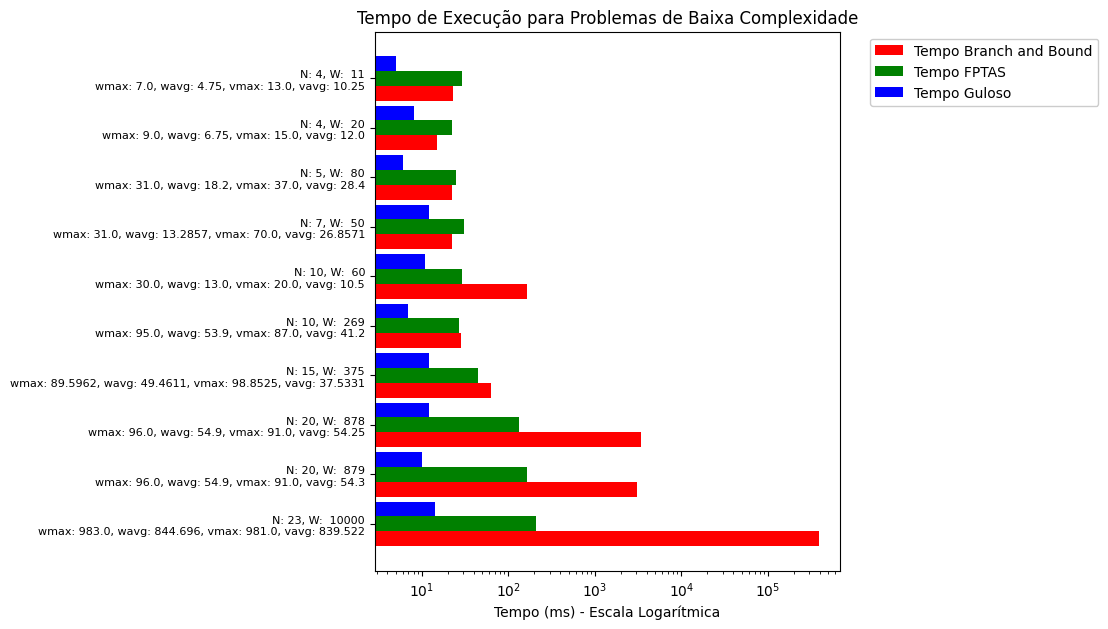 Tempo de Execução para Problemas de Baixa Complexidade
Tempo Branch and Bound
Tempo FPTAS
Tempo Guloso
N: 4, W:  11
wmax: 7.0, wavg: 4.75, vmax: 13.0, vavg: 10.25
N: 4, W:  20
wmax: 9.0, wavg: 6.75, vmax: 15.0, vavg: 12.0
N: 5, W:  80
wmax: 31.0, wavg: 18.2, vmax: 37.0, vavg: 28.4
N: 7, W:  50
wmax: 31.0, wavg: 13.2857, vmax: 70.0, vavg: 26.8571
N: 10, W:  60
wmax: 30.0, wavg: 13.0, vmax: 20.0, vavg: 10.5
N: 10, W:  269
wmax: 95.0, wavg: 53.9, vmax: 87.0, vavg: 41.2
N: 15, W:  375
wmax: 89.5962, wavg: 49.4611, vmax: 98.8525, vavg: 37.5331
N: 20, W:  878
wmax: 96.0, wavg: 54.9, vmax: 91.0, vavg: 54.25
N: 20, W:  879
wmax: 96.0, wavg: 54.9, vmax: 91.0, vavg: 54.3
N: 23, W:  10000
wmax: 983.0, wavg: 844.696, vmax: 981.0, vavg: 839.522
10¹ 10² 10³ 10⁴ 10⁵
Tempo (ms) - Escala Logarítmica